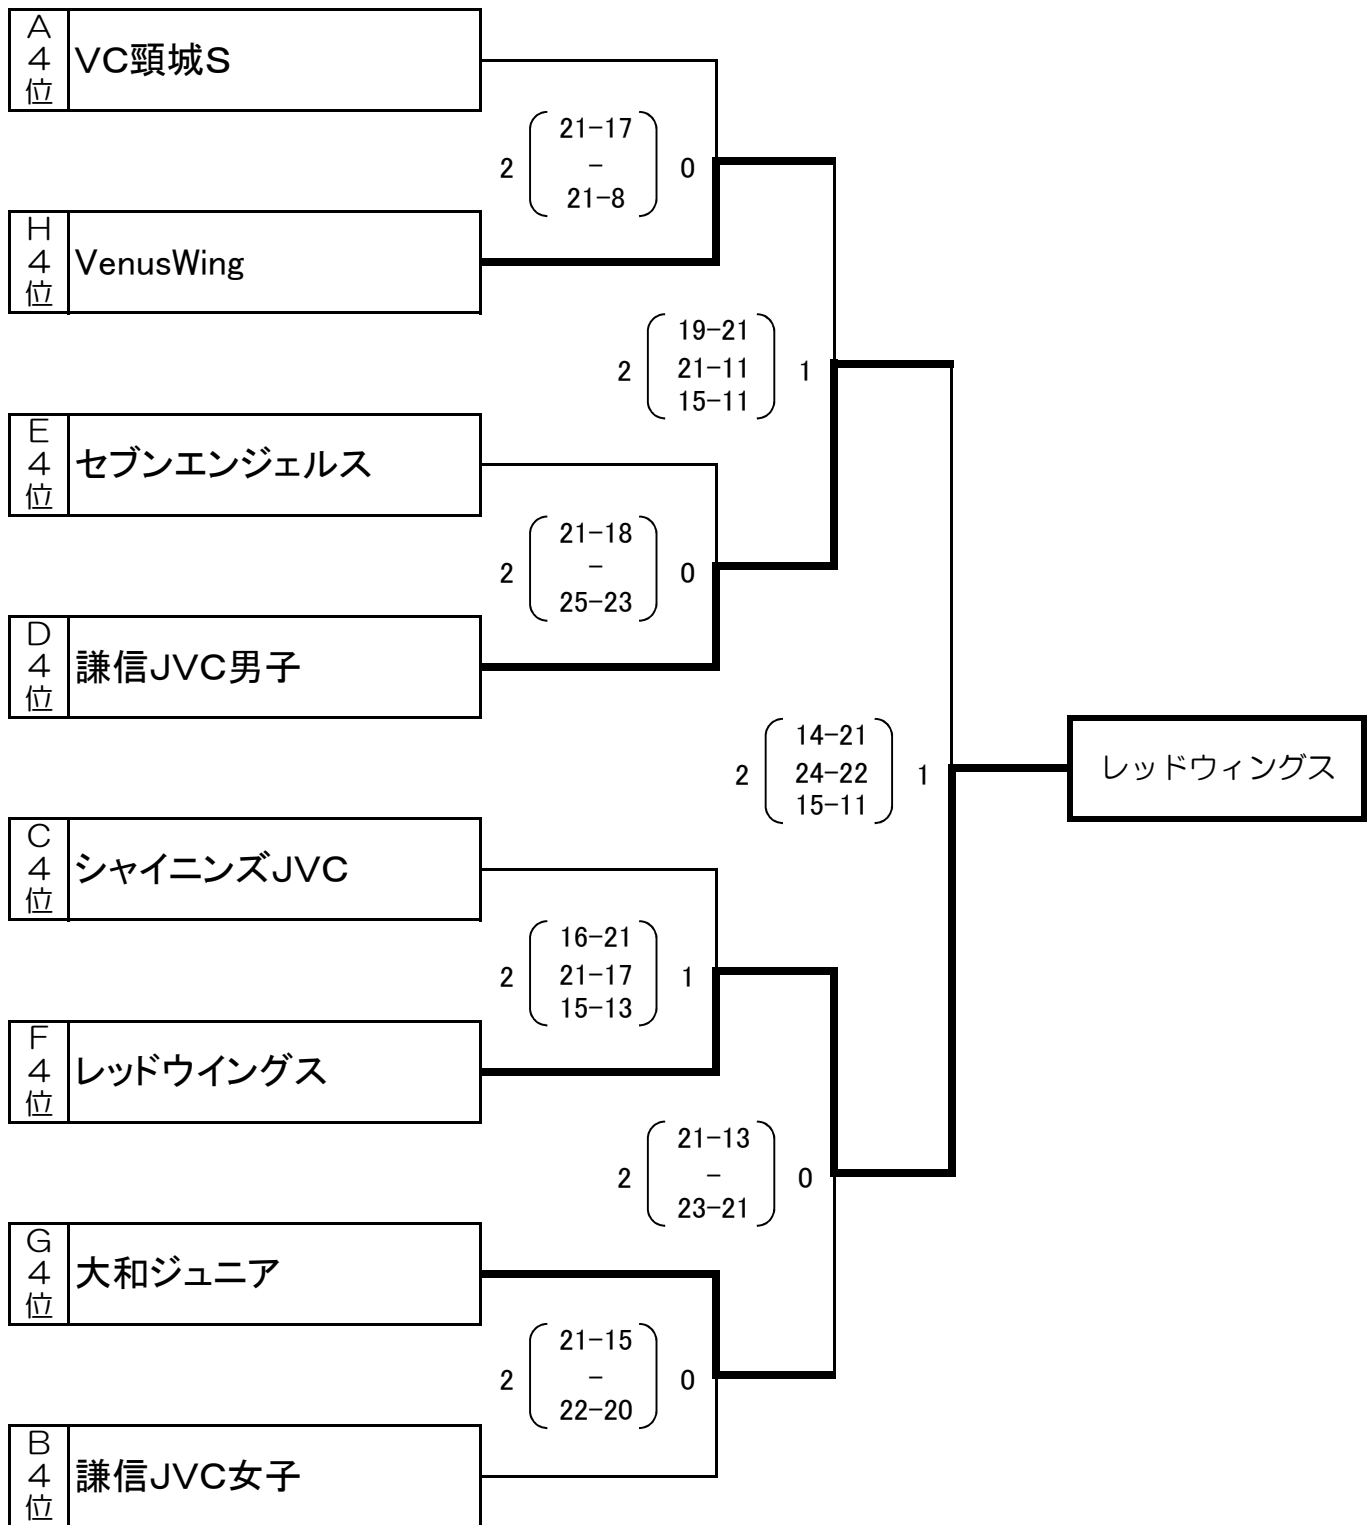 A
4
位
VC頸城S
21-17
2
-
0
21-8
H
4
位
VenusWing
19-21
2
21-11
1
15-11
E
4
位
セブンエンジェルス
21-18
2
-
0
25-23
D
4
位
謙信JVC男子
14-21
2
24-22
1
15-11
レッドウィングス
C
4
位
シャイニンズJVC
16-21
2
21-17
1
15-13
F
4
位
レッドウイングス
21-13
2
-
0
23-21
G
4
位
大和ジュニア
21-15
2
-
0
22-20
B
4
位
謙信JVC女子